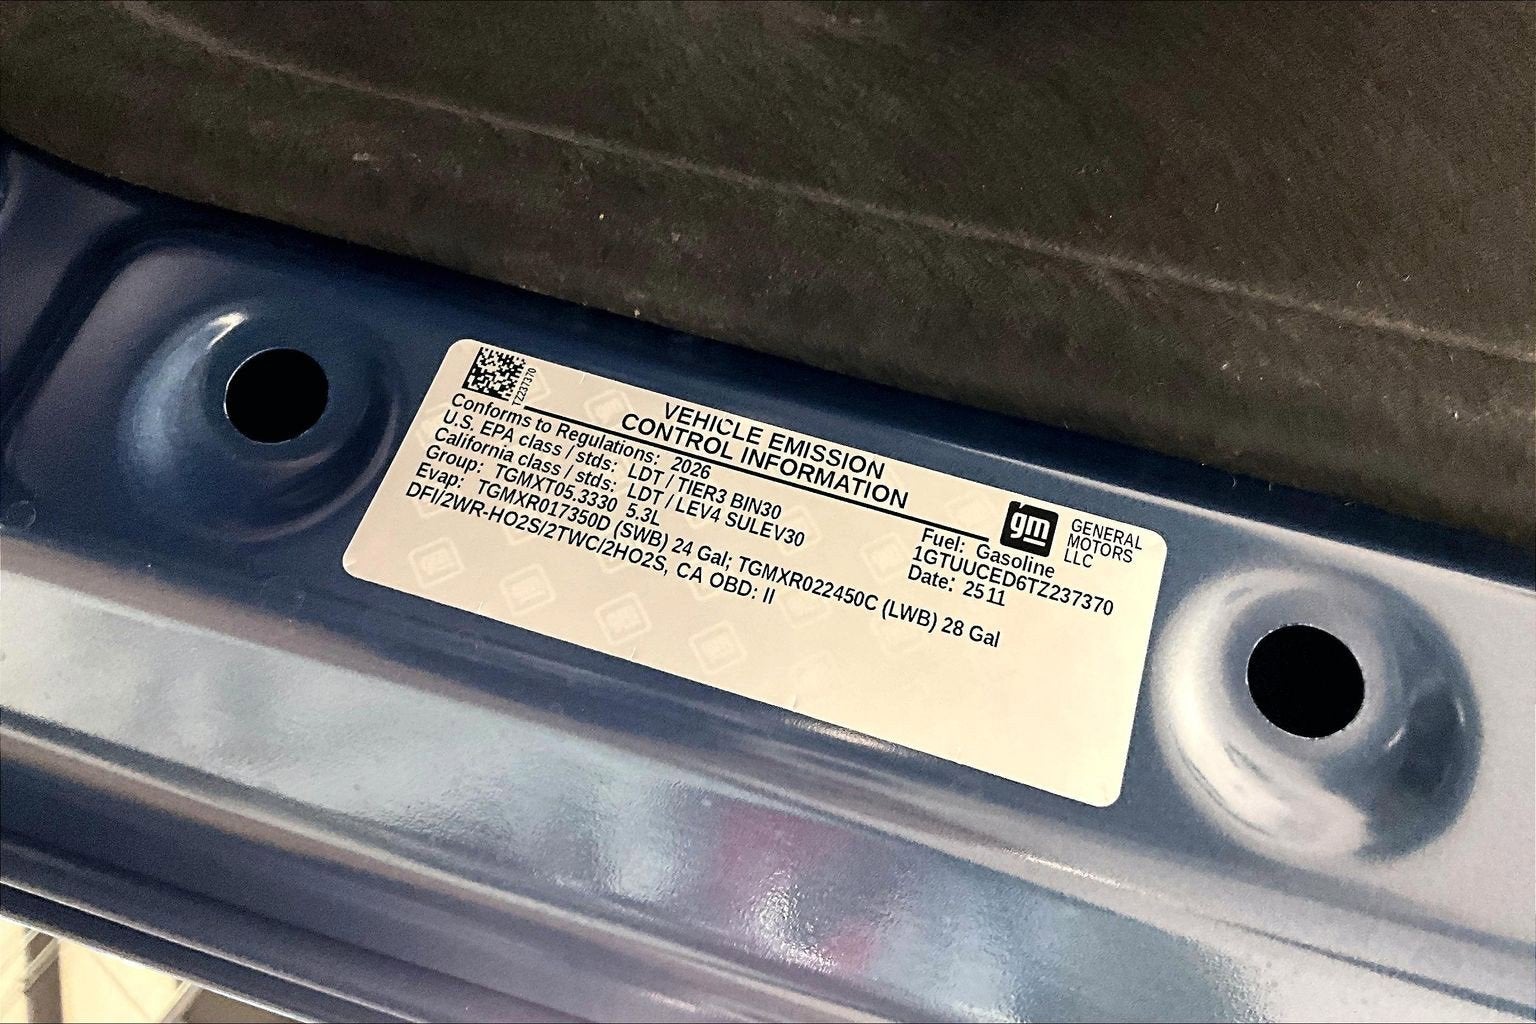 TZ237370
VEHICLE EMISSION
CONTROL INFORMATION
gm
GENERAL
MOTORS
LLC
Conforms to Regulations: 2026
U.S. EPA class / stds: LDT / TIER3 BIN30
California class / stds: LDT / LEV4 SULEV30
Group: TGMXT05.3330 5.3L
Evap: TGMXR017350D (SWB) 24 Gal; TGMXR022450C (LWB) 28 Gal
DFI/2WR-HO2S/2TWC/2HO2S, CA OBD: II
Fuel: Gasoline
1GTUUCED6TZ237370
Date: 2511